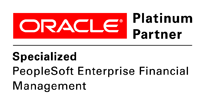 ORACLE
Platinum
Partner
Specialized
PeopleSoft Enterprise Financial
Management